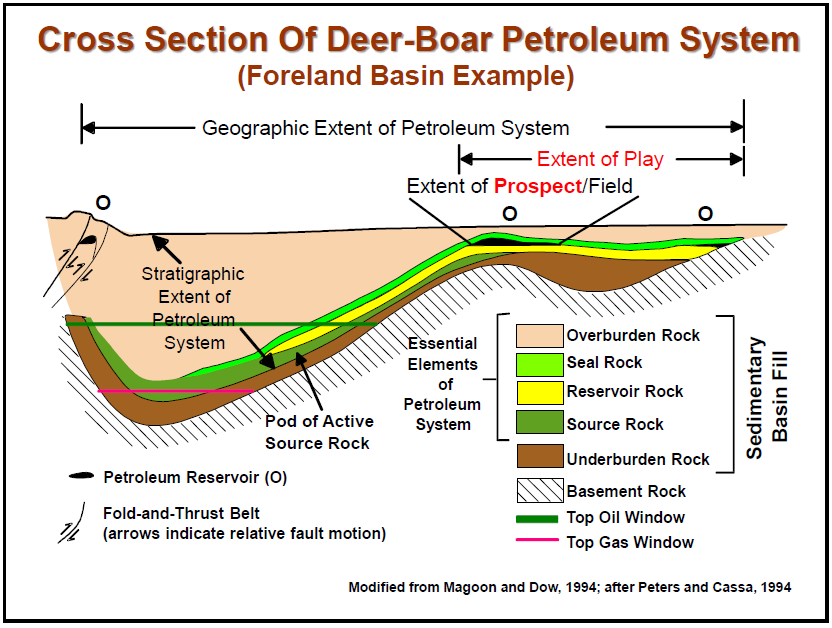 Cross Section Of Deer-Boar Petroleum System
(Foreland Basin Example)
Geographic Extent of Petroleum System
Extent of Play
Extent of Prospect/Field
O
O
O
Stratigraphic
Extent of
Petroleum
System
Pod of Active
Source Rock
Essential
Elements
of
Petroleum
System
Overburden Rock
Seal Rock
Reservoir Rock
Source Rock
Underburden Rock
Basement Rock
Top Oil Window
Top Gas Window
Sedimentary
Basin Fill
Petroleum Reservoir (O)
Fold-and-Thrust Belt
(arrows indicate relative fault motion)
Modified from Magoon and Dow, 1994; after Peters and Cassa, 1994